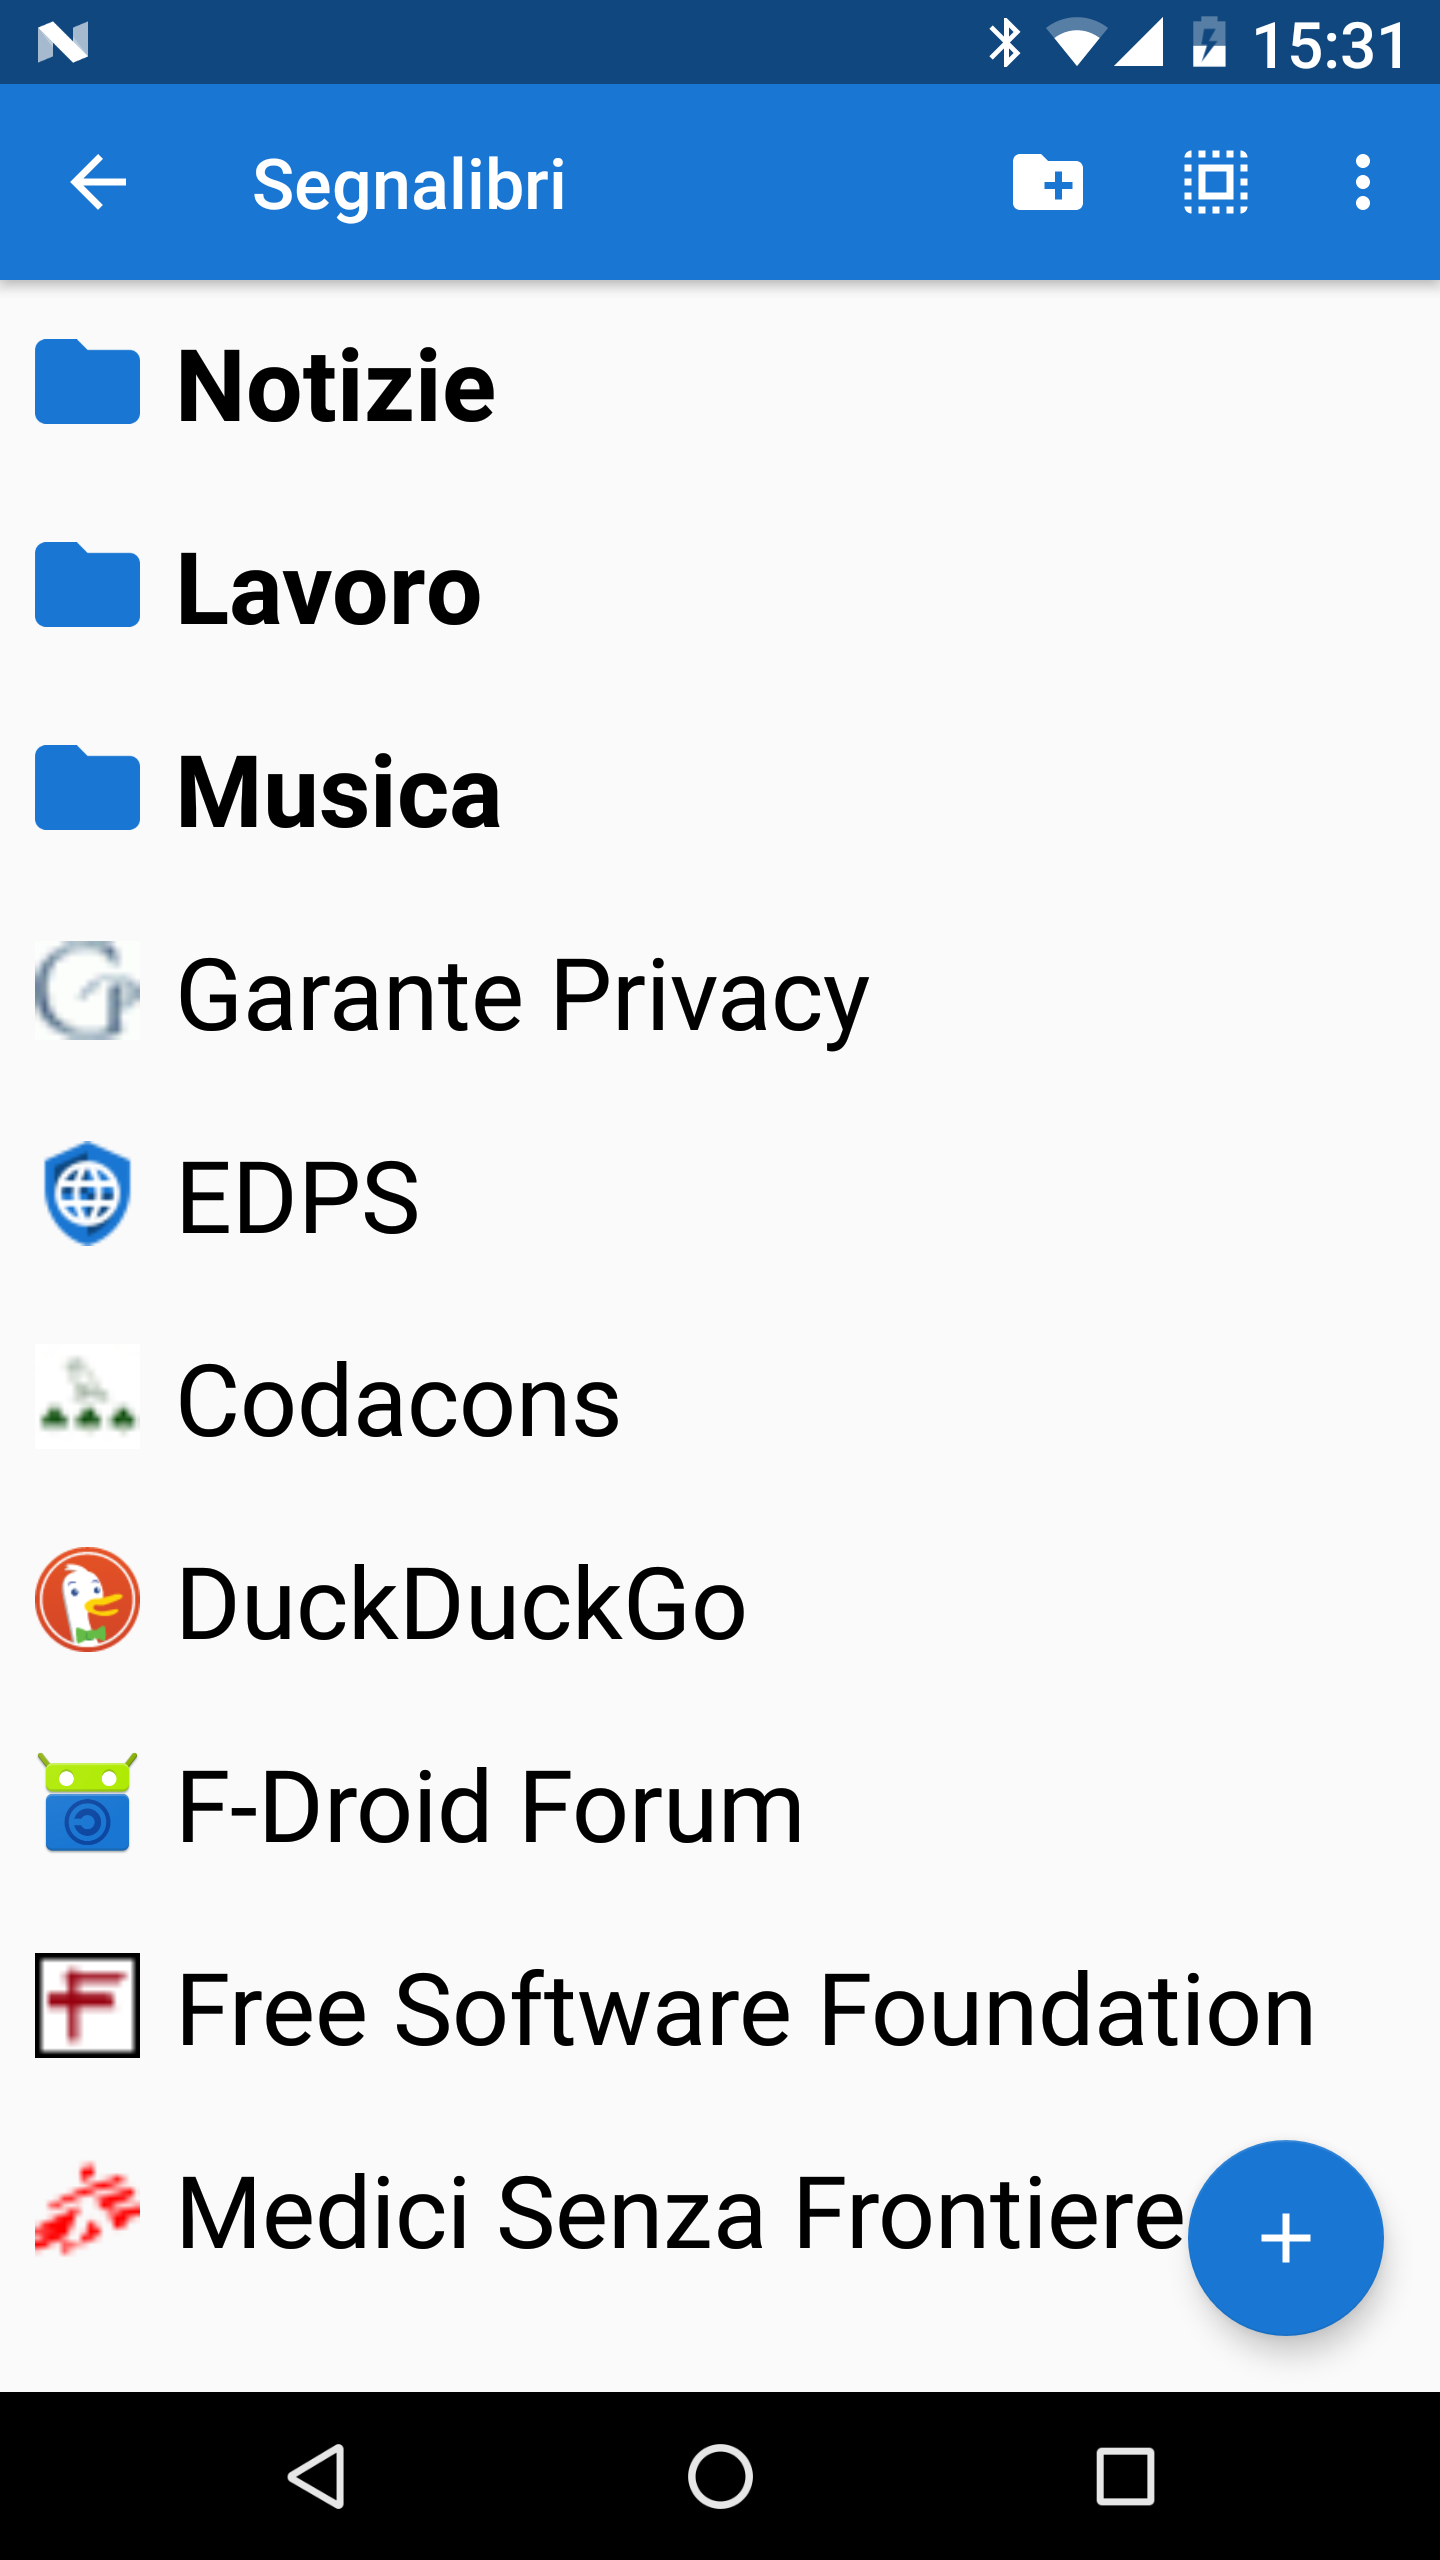 15:31
Segnalibri
Notizie
Lavoro
Musica
Garante Privacy
EDPS
Codacons
DuckDuckGo
F-Droid Forum
Free Software Foundation
Medici Senza Frontiere